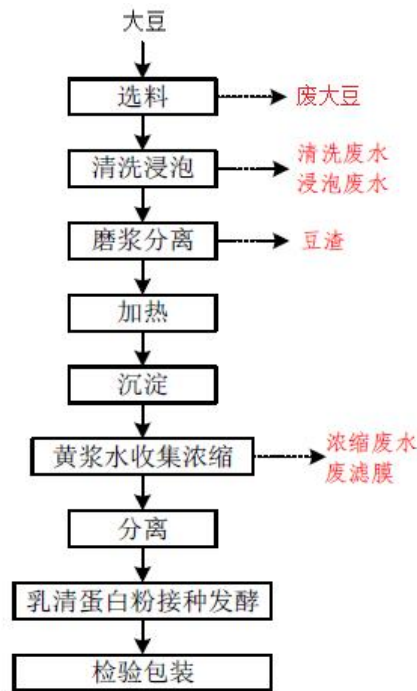 大豆
选料
废大豆
清洗浸泡
清洗废水
浸泡废水
磨浆分离
豆渣
加热
沉淀
黄浆水收集浓缩
浓缩废水
废滤膜
分离
乳清蛋白粉接种发酵
检验包装